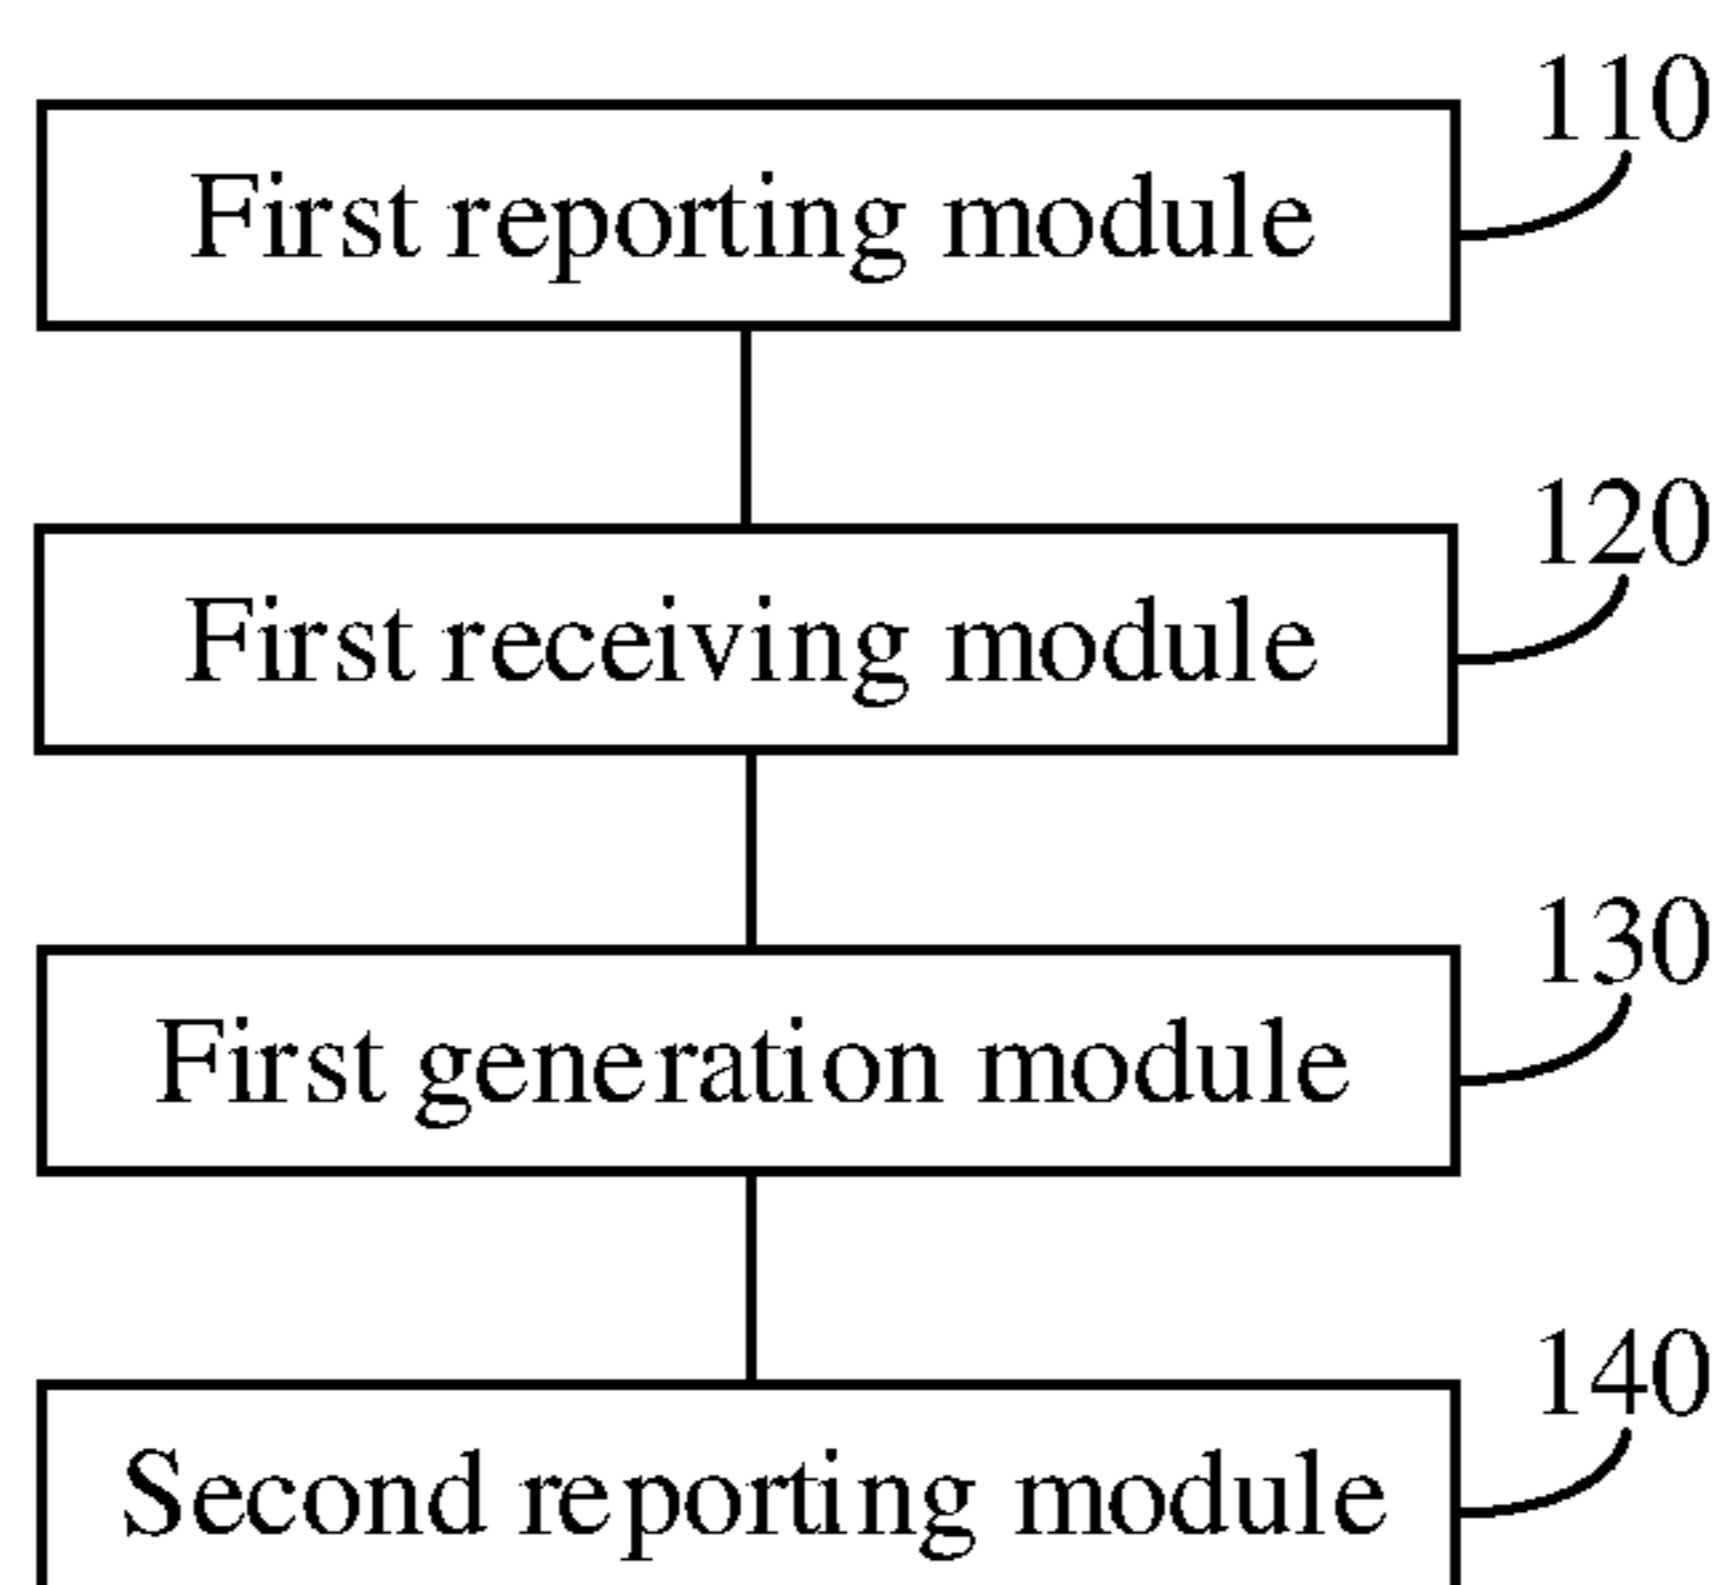 110
First reporting module
120
First receiving module
130
First generation module
140
Second reporting module